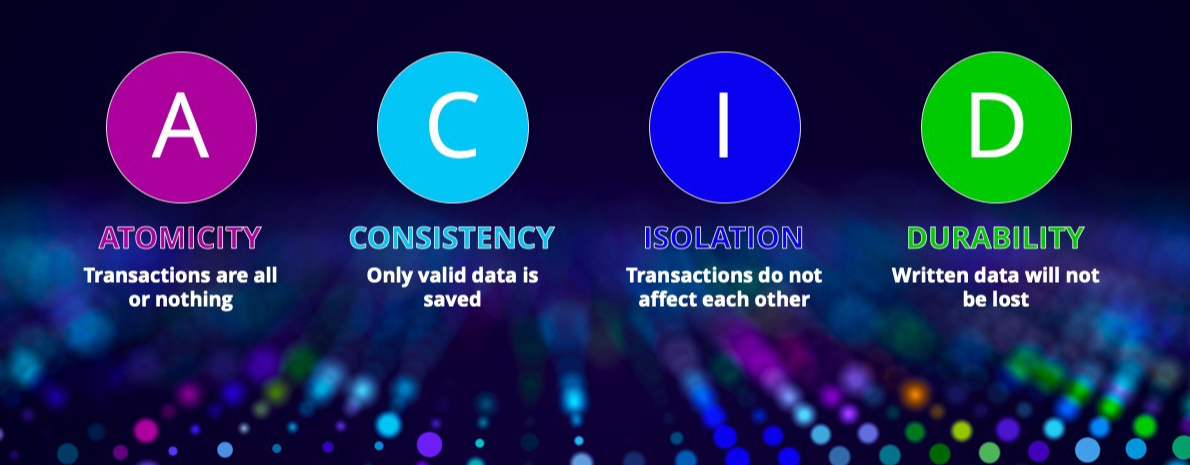 A
C
I
D
ATOMICITY
Transactions are all
or nothing
CONSISTENCY
Only valid data is
saved
ISOLATION
Transactions do not
affect each other
DURABILITY
Written data will not
be lost